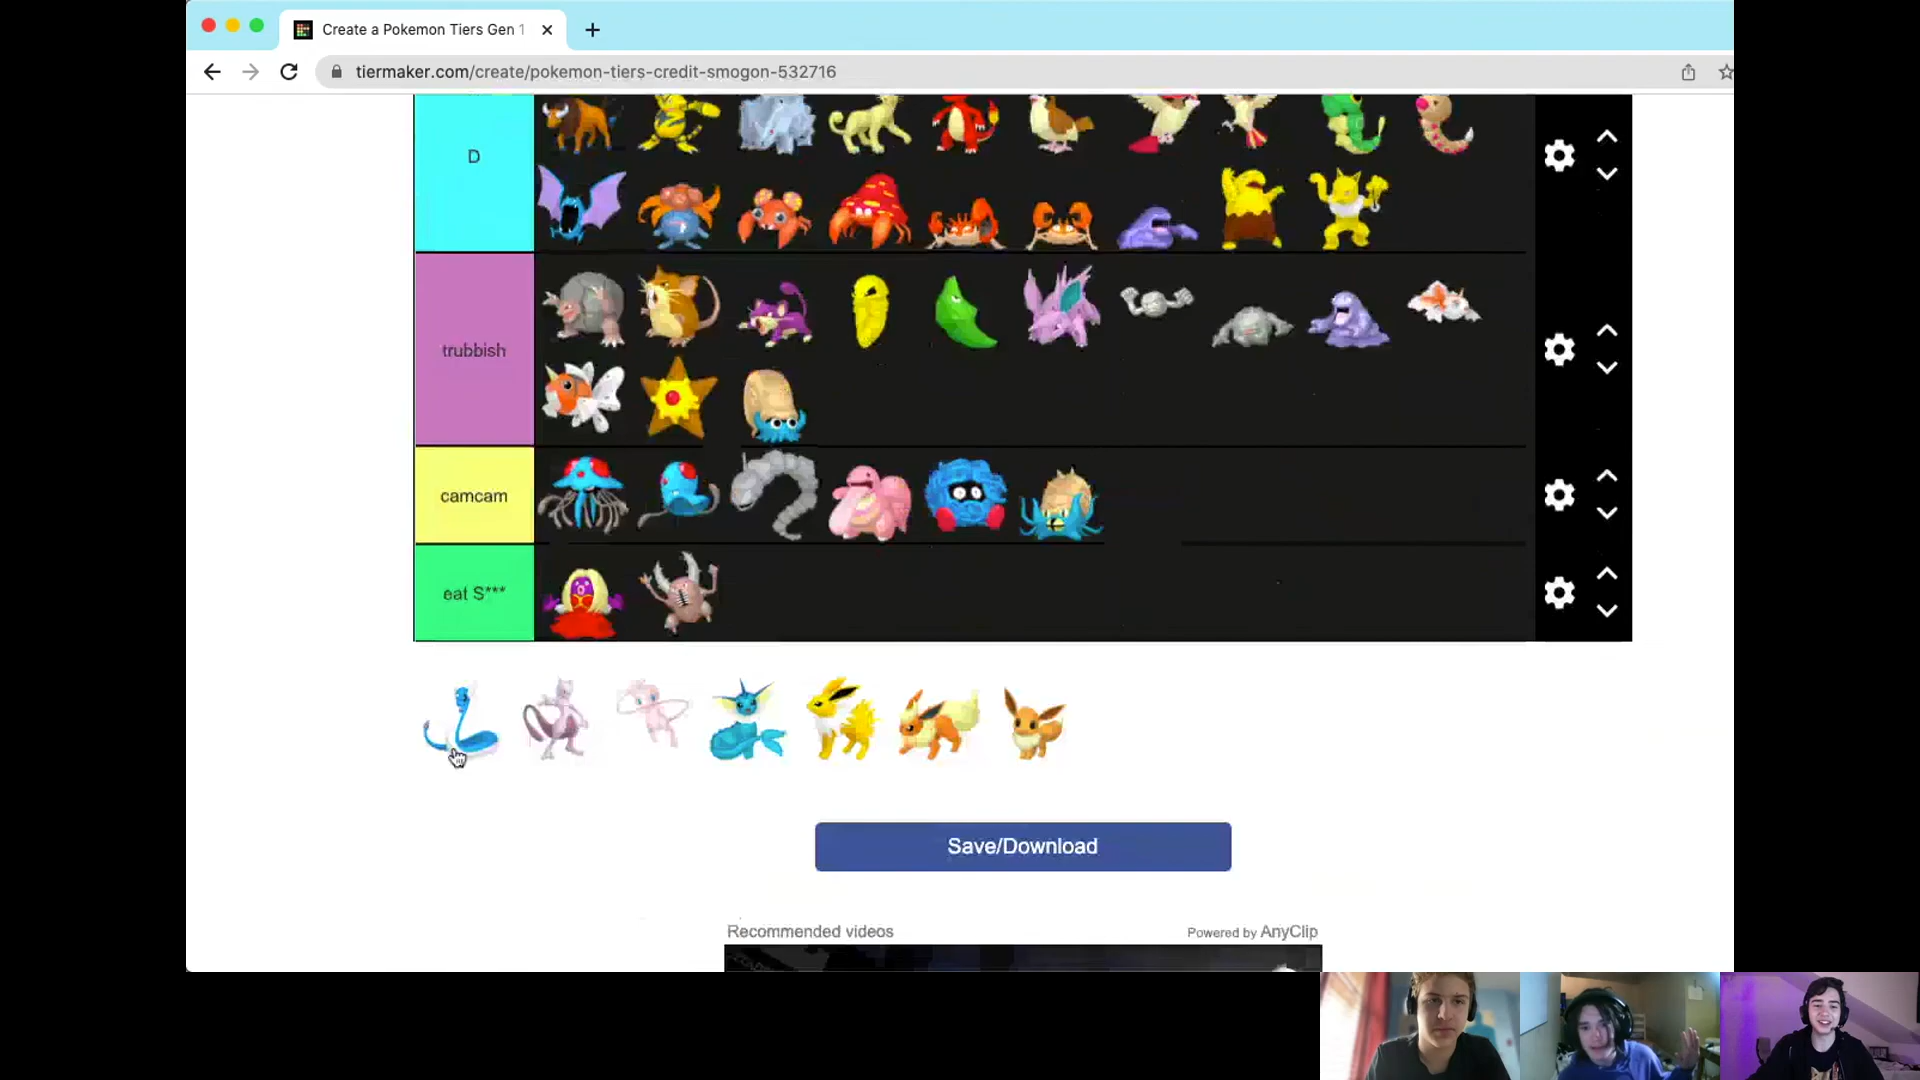 Create a Pokemon Tiers Gen 1
tiermaker.com/create/pokemon-tiers-credit-smogon-532716
D
trubbish
camcam
eat S***
Save/Download
Recommended videos
Powered by AnyClip